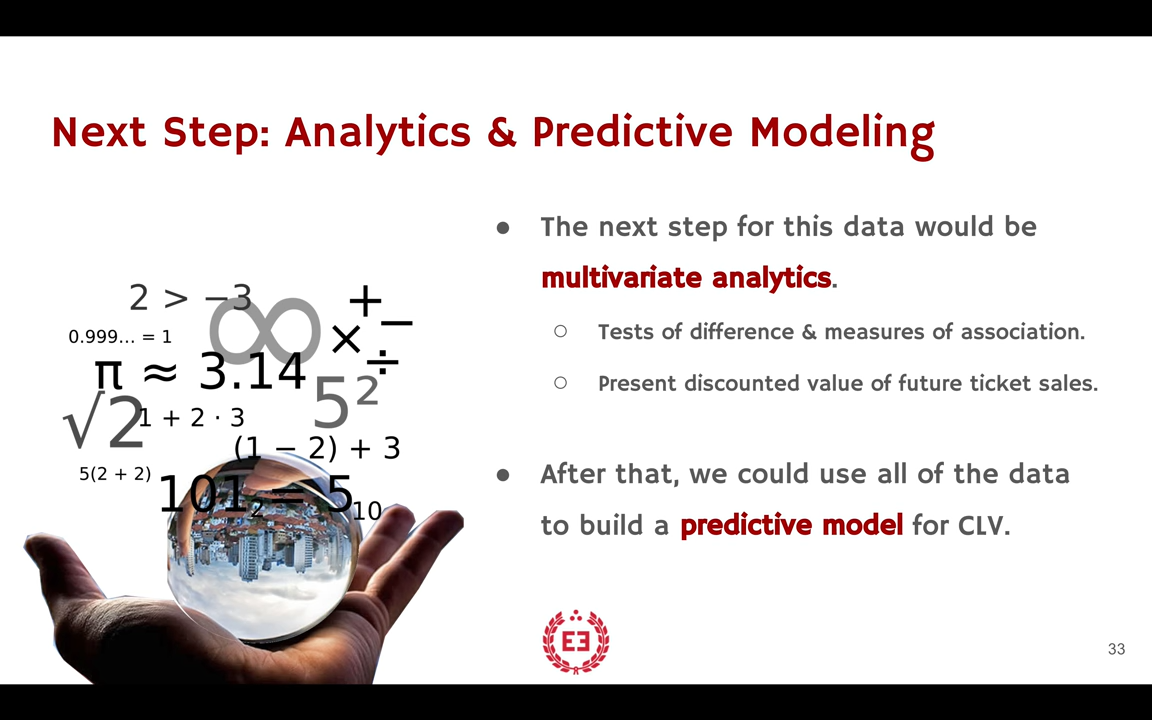 Next Step: Analytics & Predictive Modeling
● The next step for this data would be
multivariate analytics.
○ Tests of difference & measures of association.
○ Present discounted value of future ticket sales.
● After that, we could use all of the data
to build a predictive model for CLV.
2 > −3
∞
+
−
×
÷
0.999... = 1
π ≈ 3.14
5²
√2
1 + 2 · 3
(1 − 2) + 3
5(2 + 2)
101₂ = 5₁₀
EE
33